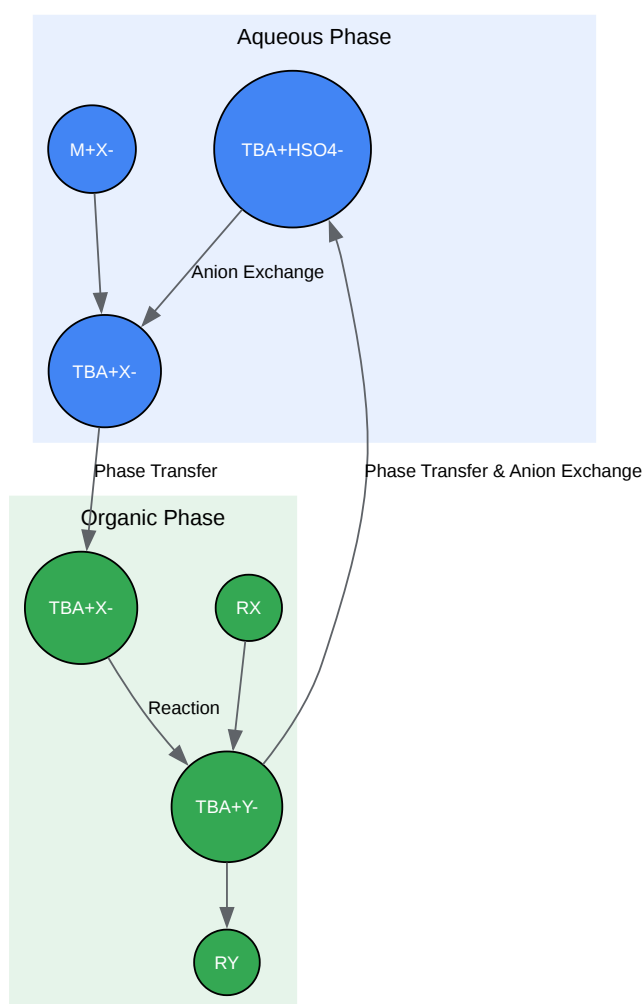 Aqueous Phase
M+X-
TBA+HSO4-
Anion Exchange
TBA+X-
Phase Transfer
Phase Transfer & Anion Exchange
Organic Phase
TBA+X-
RX
Reaction
TBA+Y-
RY